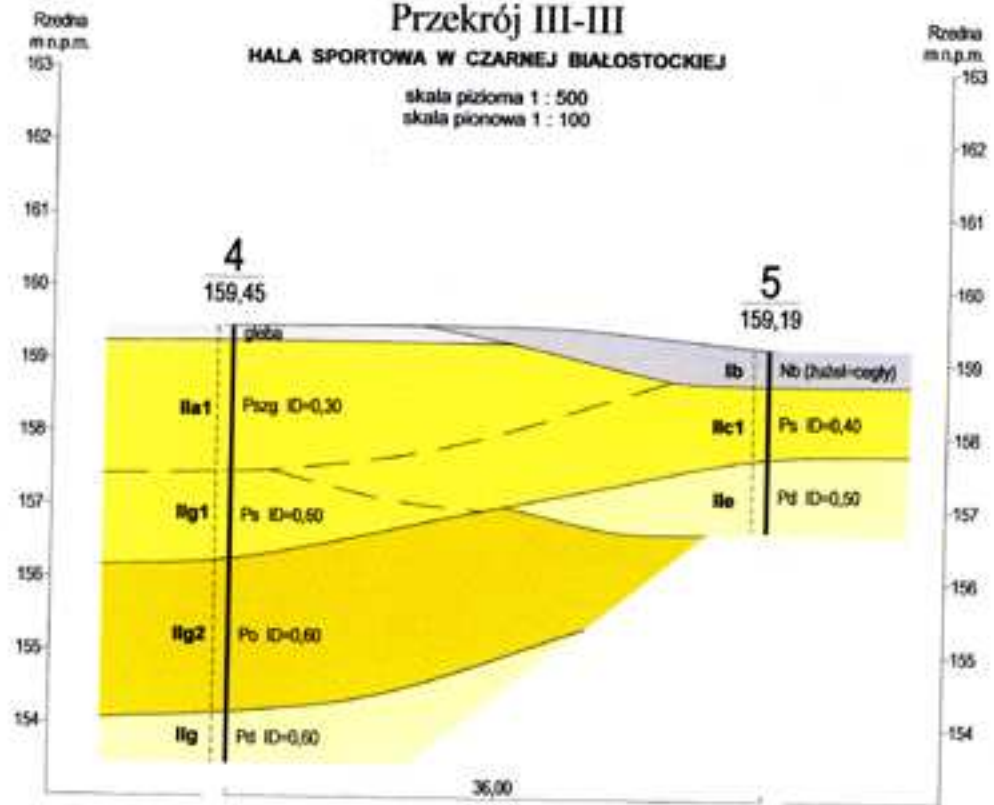 Przekrój III-III
HALA SPORTOWA W CZARNEJ BIAŁOSTOCKIEJ
skala pizioma 1 : 500
skala pionowa 1 : 100
Rzedna
m n.p.m.
163
162
161
160
159
158
157
156
155
154
Rzedna
m n.p.m.
163
162
161
160
159
158
157
156
155
154
4
159,45
gleba
IIa1 Pszg ID=0,30
IIg1 Ps ID=0,60
IIg2 Po ID=0,60
IIg Pd ID=0,60
5
159,19
IIb Nb (żużel+cegły)
IIc1 Ps ID=0,40
IIe Pd ID=0,50
36,00